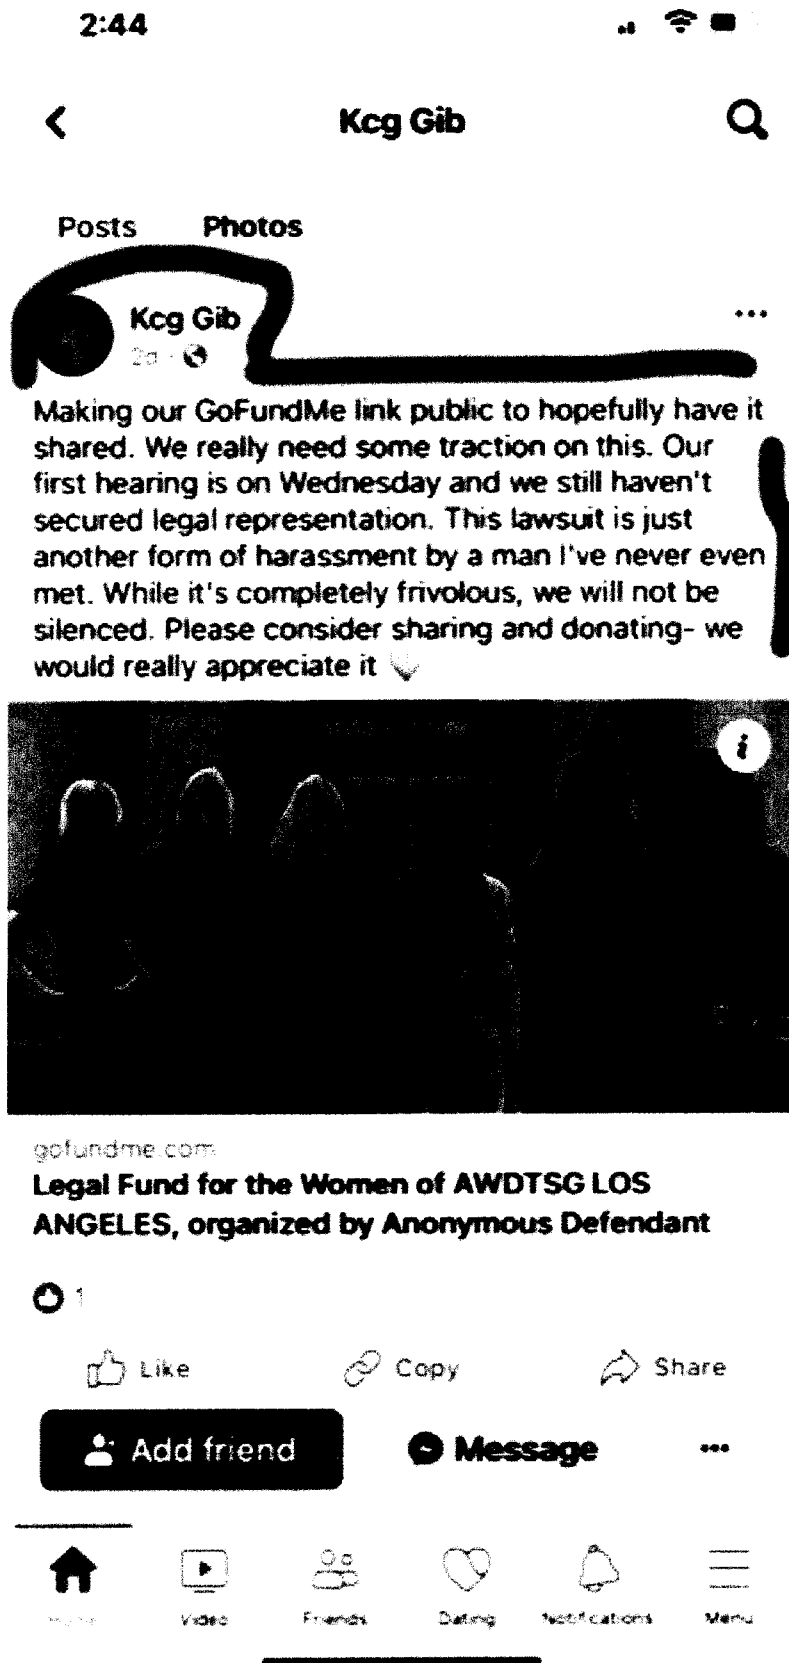 2:44
Kcg Gib
Posts Photos
Kcg Gib
Making our GoFundMe link public to hopefully have it
shared. We really need some traction on this. Our
first hearing is on Wednesday and we still haven't
secured legal representation. This lawsuit is just
another form of harassment by a man I've never even
met. While it's completely frivolous, we will not be
silenced. Please consider sharing and donating- we
would really appreciate it
gofundme.com
Legal Fund for the Women of AWDTSG LOS
ANGELES, organized by Anonymous Defendant
1
Like Copy Share
Add friend Message
Home Video Friends Dating Notifications Menu